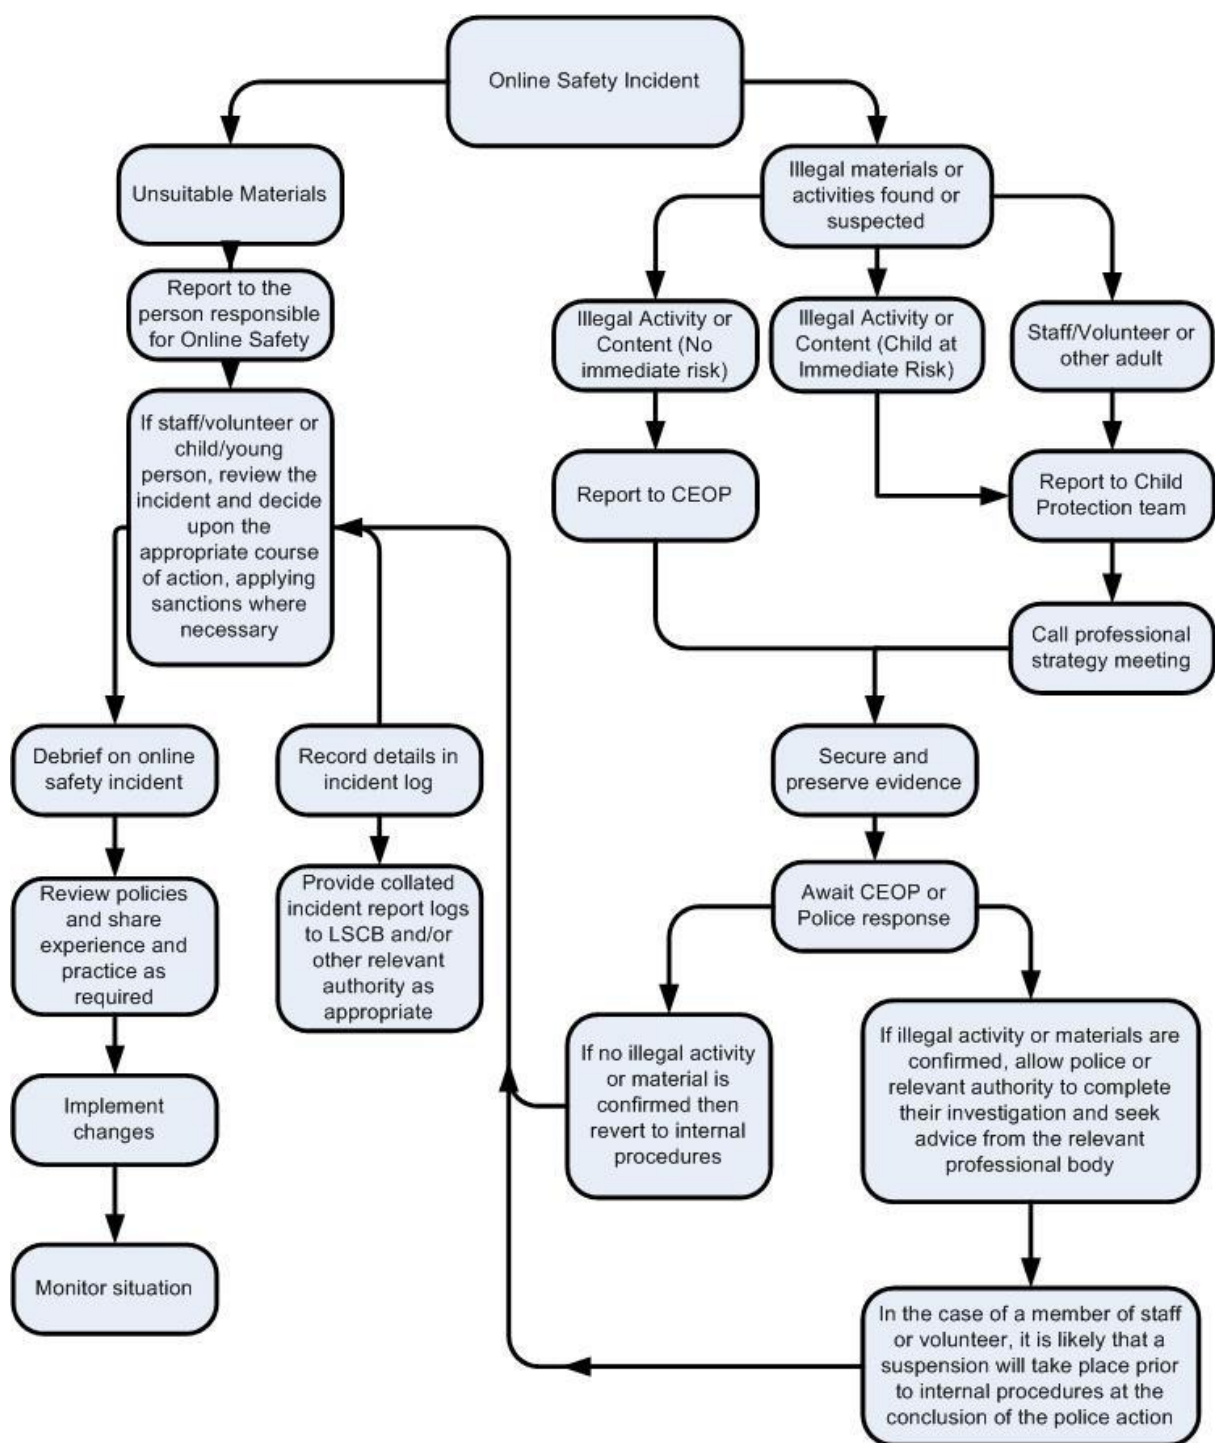 Online Safety Incident
Unsuitable Materials
Illegal materials or
activities found or
suspected
Report to the
person responsible
for Online Safety
Illegal Activity or
Content (No
immediate risk)
Illegal Activity or
Content (Child at
Immediate Risk)
Staff/Volunteer or
other adult
If staff/volunteer or
child/young
person, review the
incident and decide
upon the
appropriate course
of action, applying
sanctions where
necessary
Report to CEOP
Report to Child
Protection team
Call professional
strategy meeting
Debrief on online
safety incident
Record details in
incident log
Secure and
preserve evidence
Review policies
and share
experience and
practice as
required
Provide collated
incident report logs
to LSCB and/or
other relevant
authority as
appropriate
Await CEOP or
Police response
If no illegal activity
or material is
confirmed then
revert to internal
procedures
If illegal activity or materials are
confirmed, allow police or
relevant authority to complete
their investigation and seek
advice from the relevant
professional body
Implement
changes
Monitor situation
In the case of a member of staff
or volunteer, it is likely that a
suspension will take place prior
to internal procedures at the
conclusion of the police action